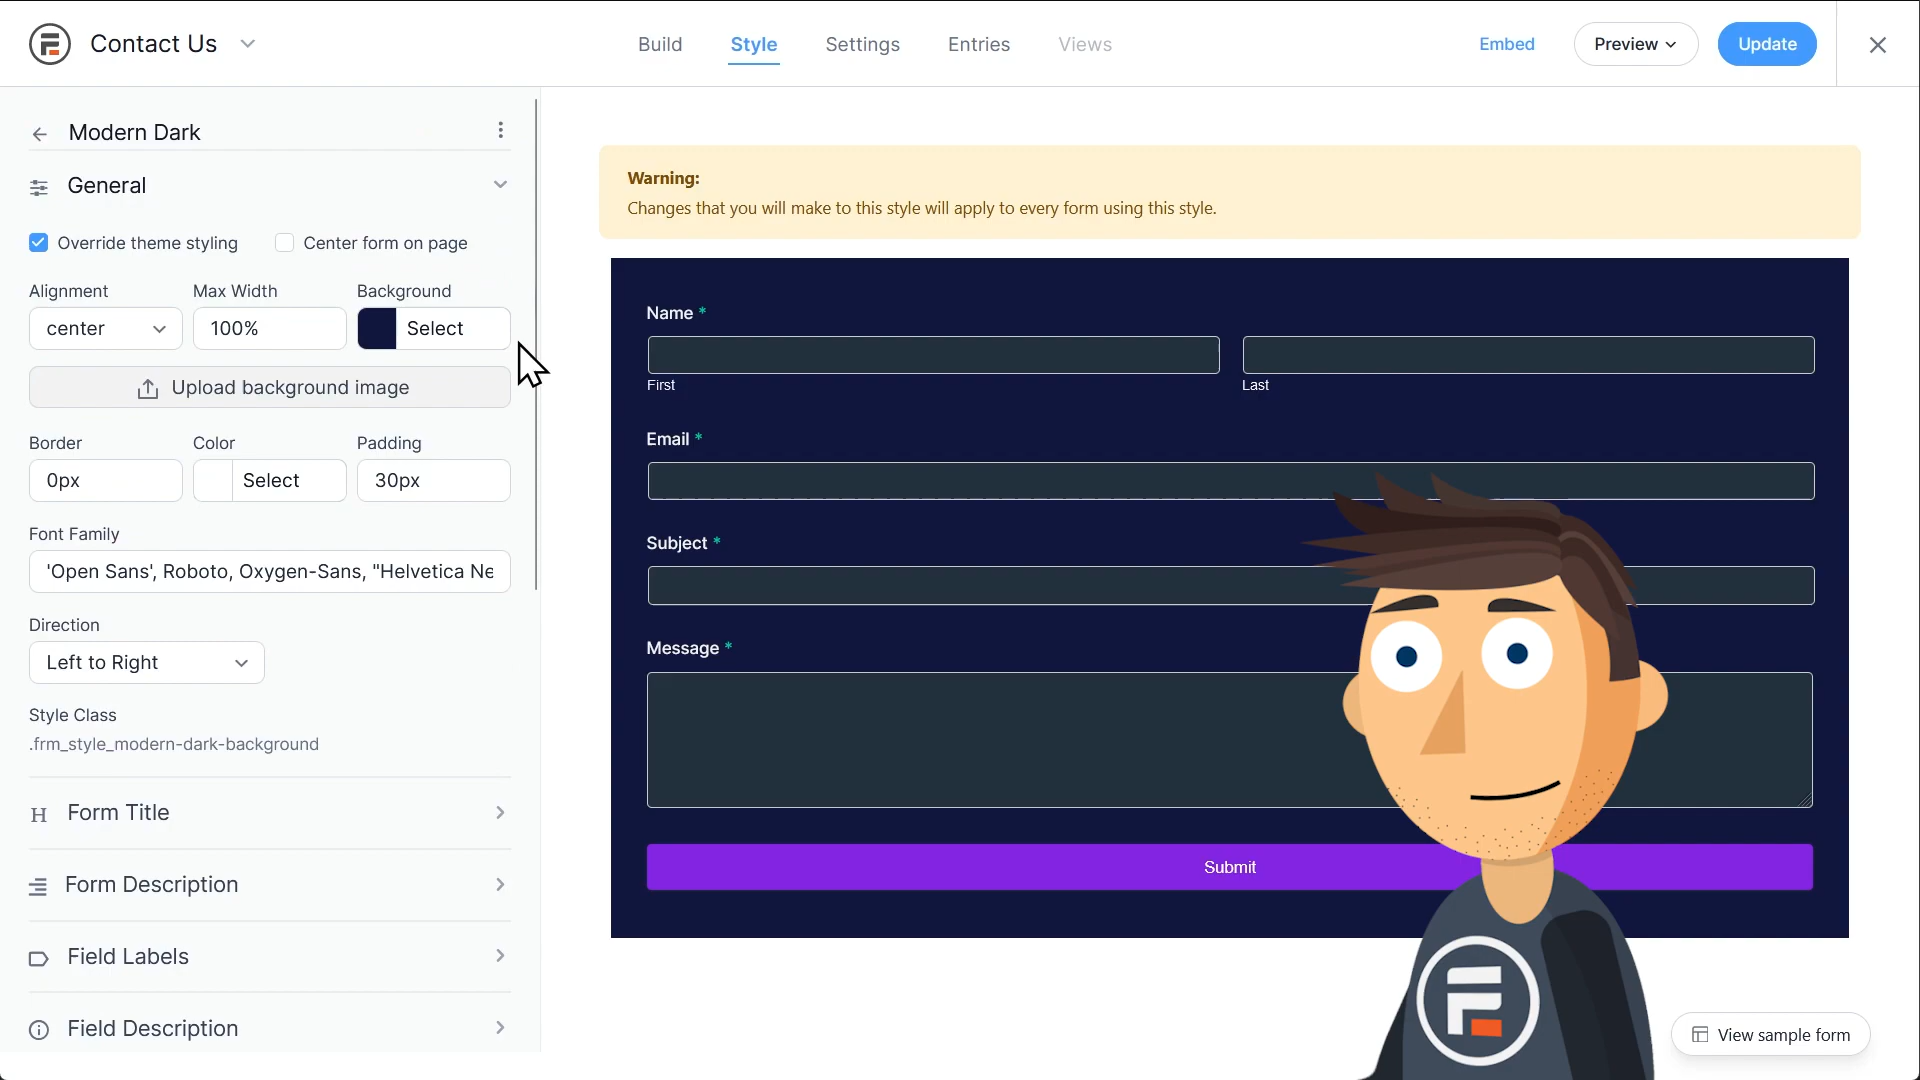 Contact Us
Build Style Settings Entries Views
Embed Preview Update
Modern Dark
General
Override theme styling Center form on page
Alignment Max Width Background
center 100% Select
Upload background image
Border Color Padding
0px Select 30px
Font Family
'Open Sans', Roboto, Oxygen-Sans, "Helvetica Ne
Direction
Left to Right
Style Class
.frm_style_modern-dark-background
H Form Title
Form Description
Field Labels
Field Description
Warning:
Changes that you will make to this style will apply to every form using this style.
Name *
First Last
Email *
Subject *
Message *
Submit
View sample form